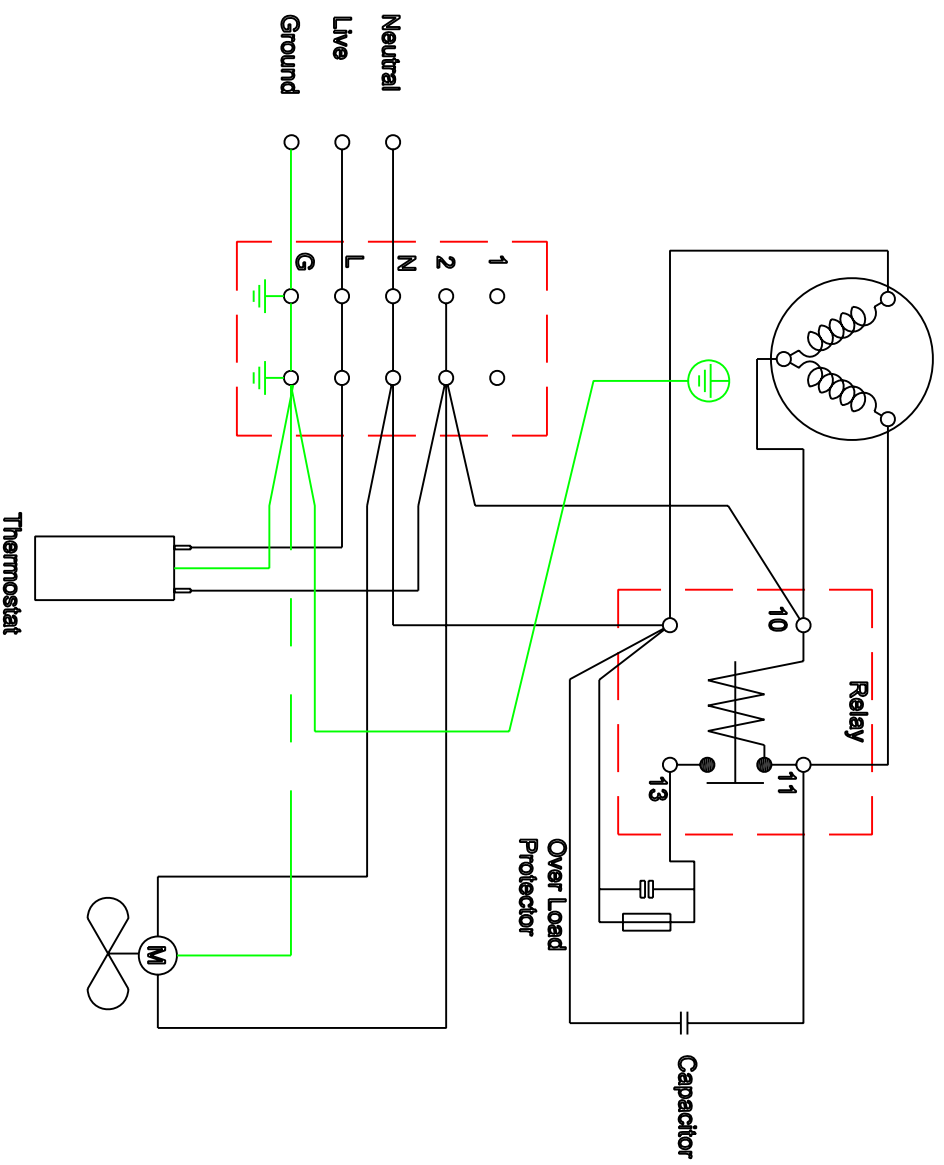 Neutral
Live
Ground
1
2
N
L
G
Relay
10
11
13
Over Load
Protector
Capacitor
Thermostat
M